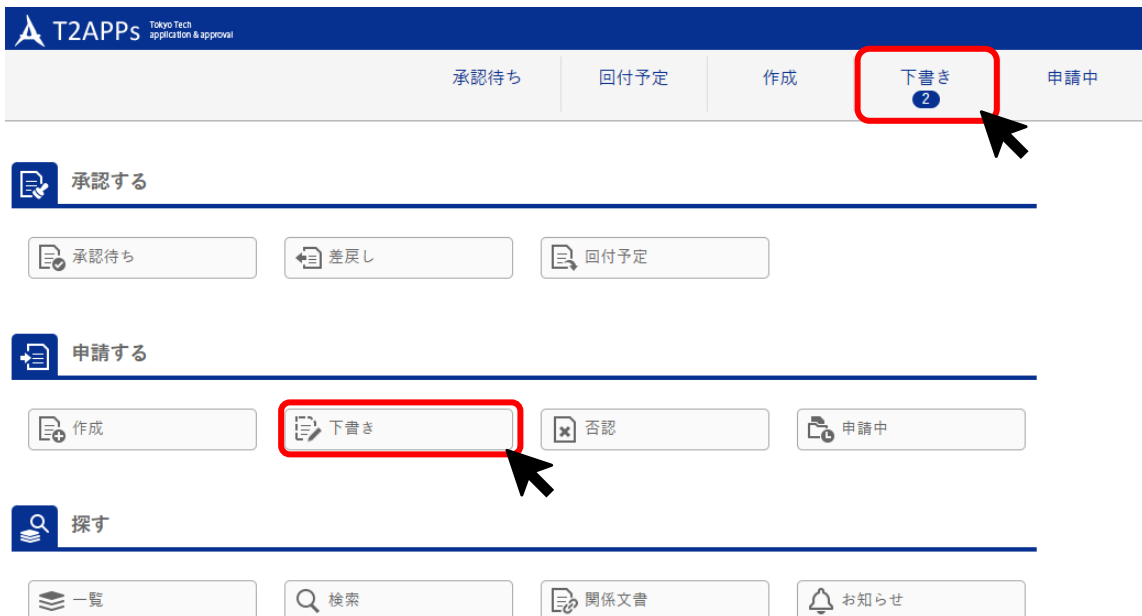 T2APPs Tokyo Tech
application & approval
承認待ち 回付予定 作成 下書き 申請中
2
承認する
承認待ち 差戻し 回付予定
申請する
作成 下書き 否認 申請中
探す
一覧 検索 関係文書 お知らせ